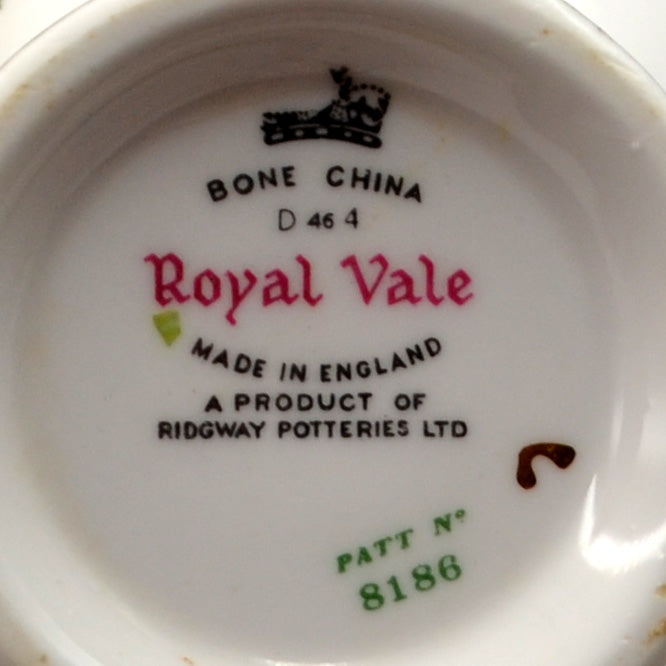 BONE CHINA
D 46 4
Royal Vale
MADE IN ENGLAND
A PRODUCT OF
RIDGWAY POTTERIES LTD
PATT Nº
8186